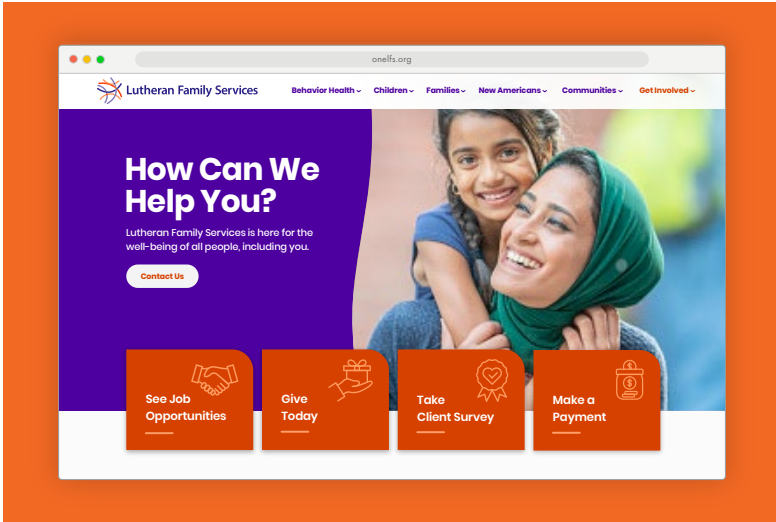 onelfs.org
Lutheran Family Services
Behavior Health
Children
Families
New Americans
Communities
Get Involved
How Can We
Help You?
Lutheran Family Services is here for the
well-being of all people, including you.
Contact Us
See Job
Opportunities
Give
Today
Take
Client Survey
Make a
Payment